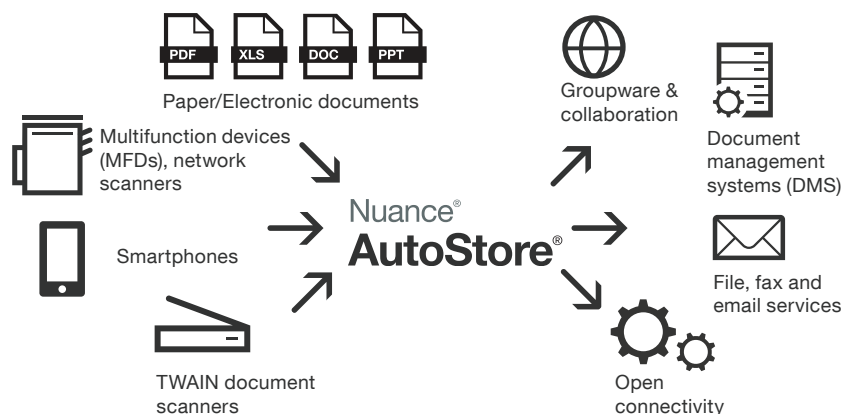 PDF
XLS
DOC
PPT
Paper/Electronic documents
Multifunction devices
(MFDs), network
scanners
Smartphones
TWAIN document
scanners
Nuance®
AutoStore®
Groupware &
collaboration
Document
management
systems (DMS)
File, fax and
email services
Open
connectivity